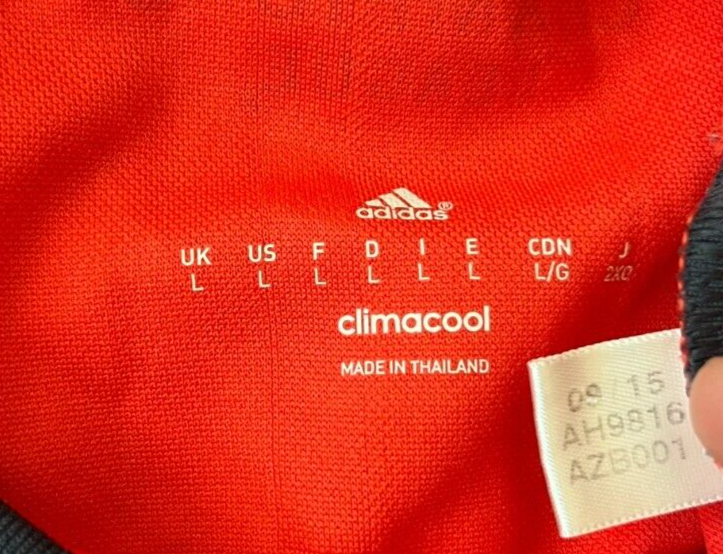 adidas®
UK US F D I E CDN J
L L L L L L L/G 2XO
climacool
MADE IN THAILAND
09/15
AH9816
AZB001